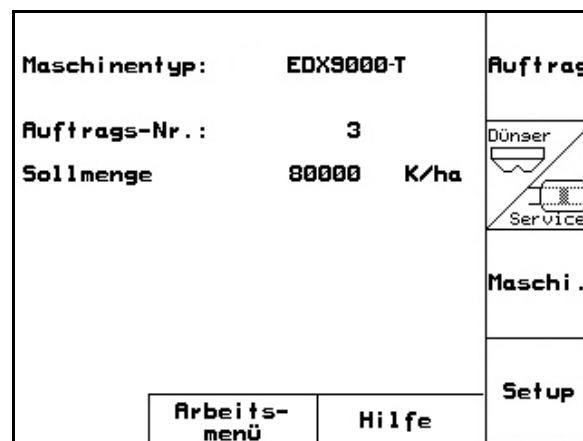 Maschinentyp: EDX9000-T
Auftrags-Nr.: 3
Sollmenge 80000 K/ha
Auftrag
Dünger
Service
Maschi.
Setup
Arbeits-
menü
Hilfe